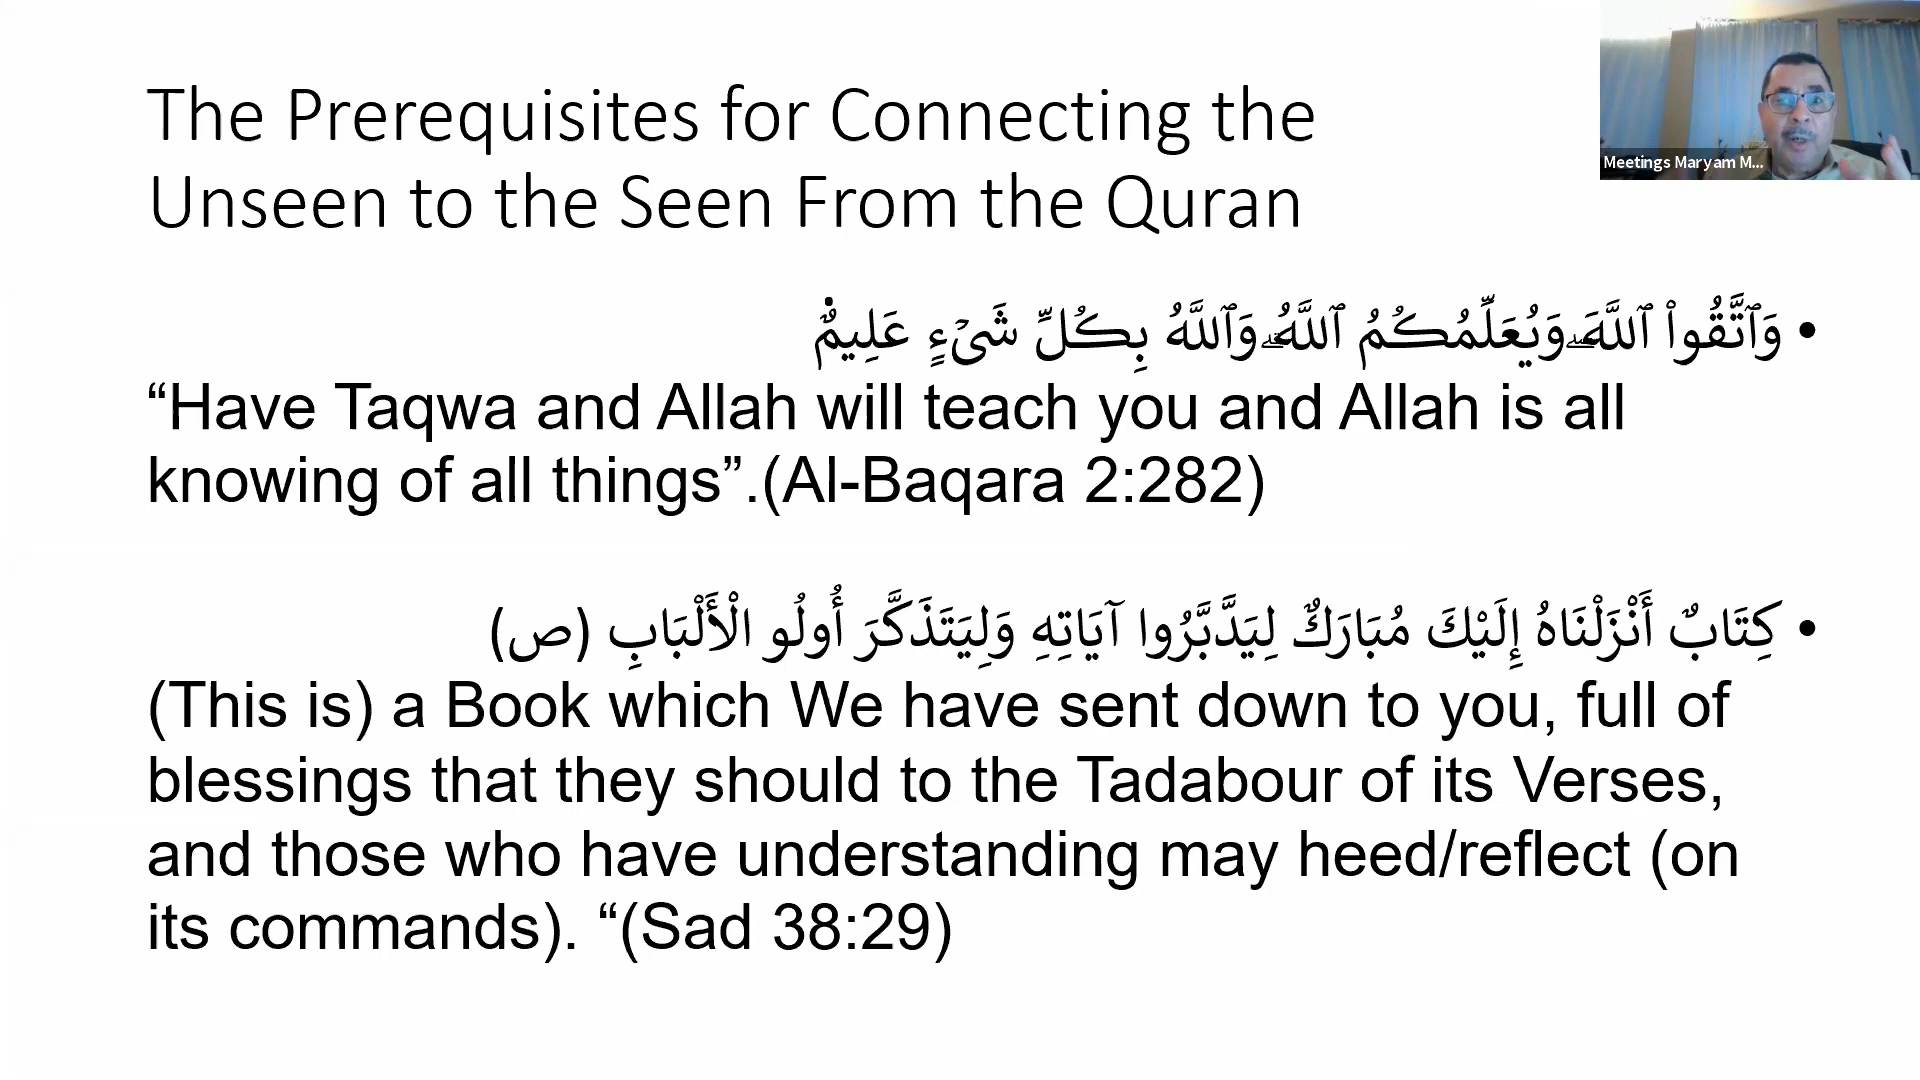 The Prerequisites for Connecting the
Unseen to the Seen From the Quran
Meetings Maryam M...
• وَٱتَّقُوا۟ ٱللَّهَ ۖ وَيُعَلِّمُكُمُ ٱللَّهُ ۗ وَٱللَّهُ بِكُلِّ شَىْءٍ عَلِيمٌۭ
“Have Taqwa and Allah will teach you and Allah is all
knowing of all things”.(Al-Baqara 2:282)
• كِتَابٌ أَنْزَلْنَاهُ إِلَيْكَ مُبَارَكٌ لِيَدَّبَّرُوا آيَاتِهِ وَلِيَتَذَكَّرَ أُولُو الْأَلْبَابِ (ص)
(This is) a Book which We have sent down to you, full of
blessings that they should to the Tadabour of its Verses,
and those who have understanding may heed/reflect (on
its commands). “(Sad 38:29)